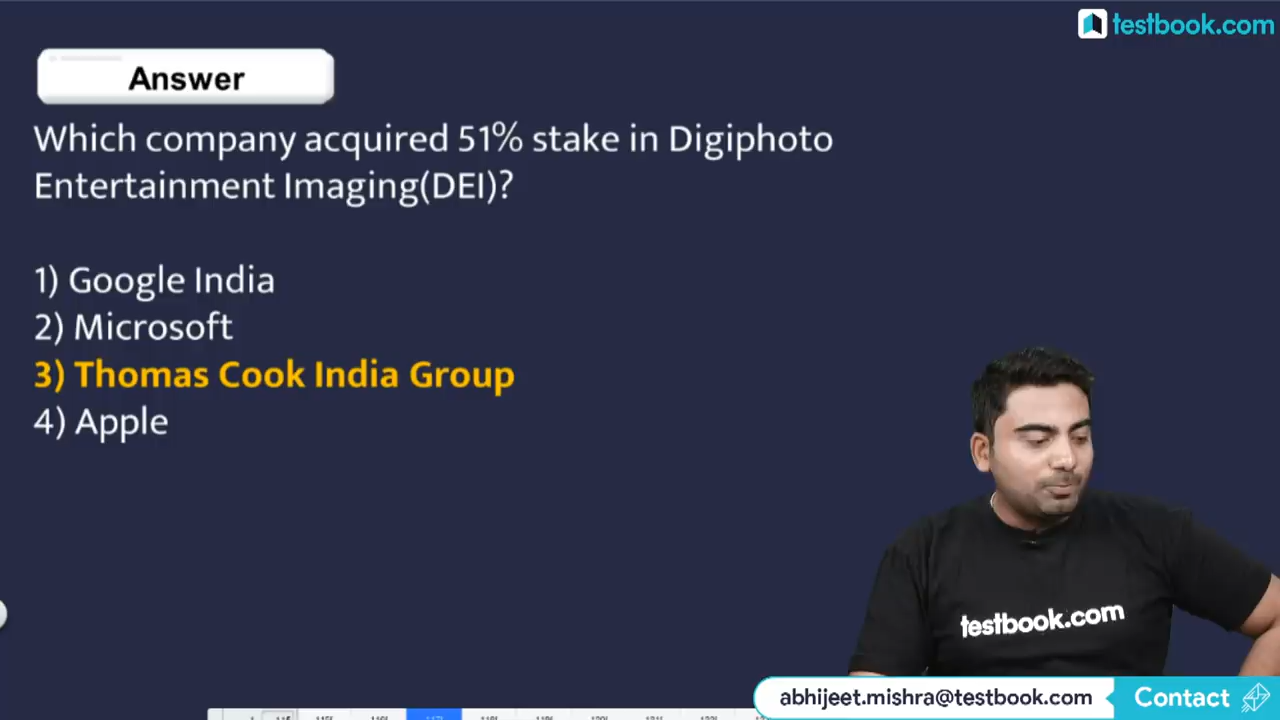 testbook.com
Answer
Which company acquired 51% stake in Digiphoto
Entertainment Imaging(DEI)?
1) Google India
2) Microsoft
3) Thomas Cook India Group
4) Apple
testbook.com
abhijeet.mishra@testbook.com
Contact